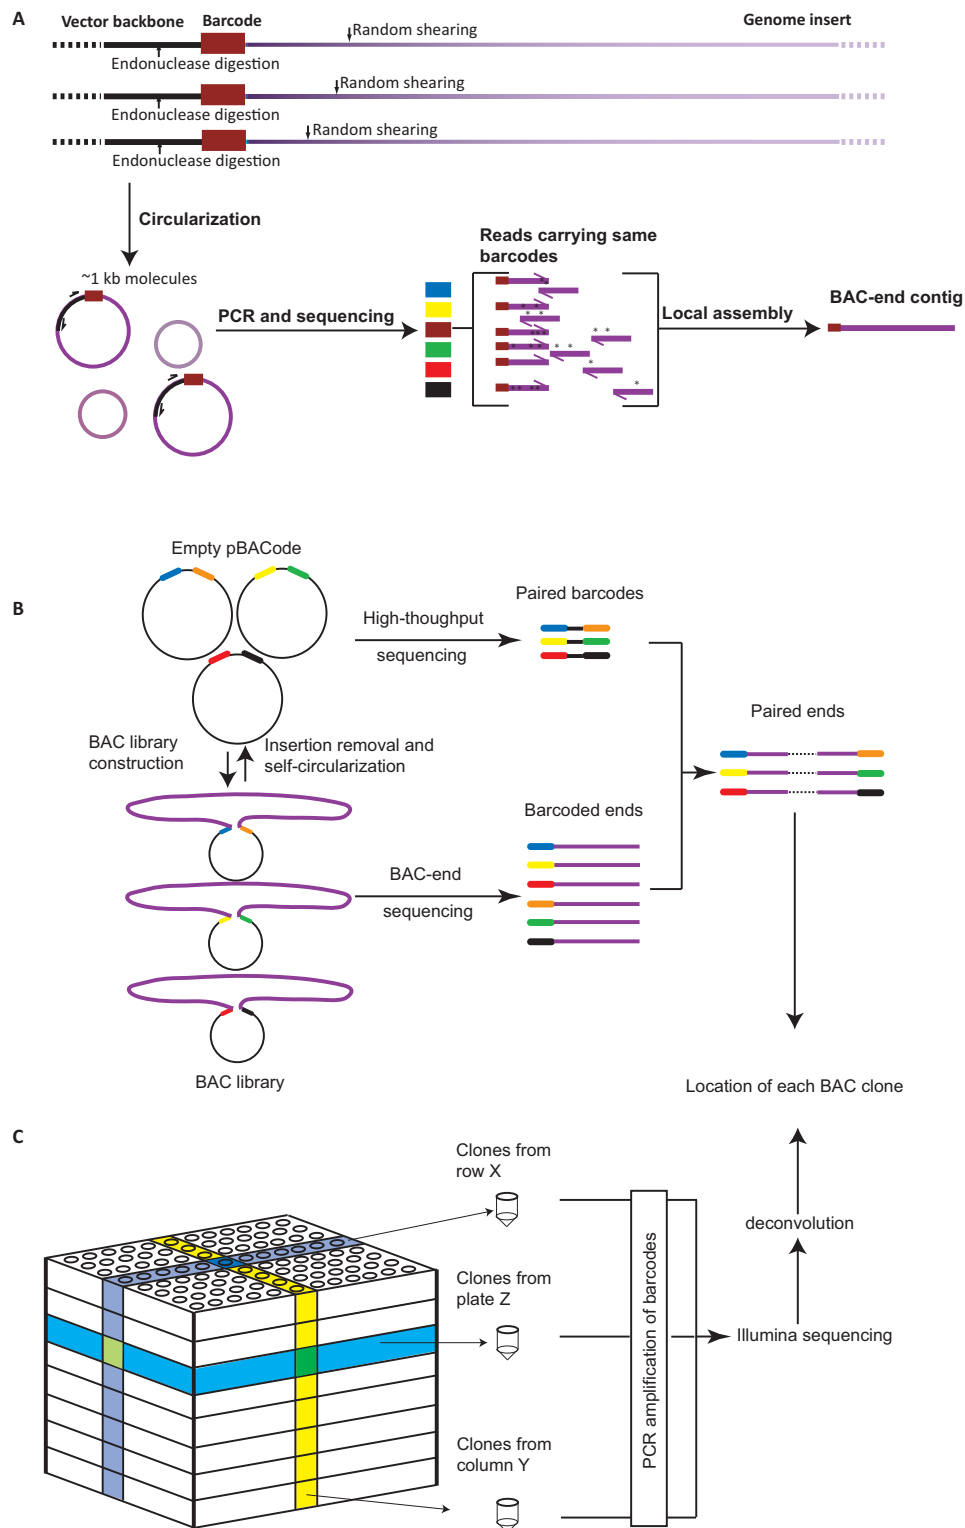 A
Vector backbone
Barcode
Genome insert
Random shearing
Endonuclease digestion
Random shearing
Endonuclease digestion
Random shearing
Endonuclease digestion
Circularization
~1 kb molecules
PCR and sequencing
Reads carrying same
barcodes
Local assembly
BAC-end contig
B
Empty pBACode
High-thoughput
sequencing
Paired barcodes
BAC library
construction
Insertion removal and
self-circularization
Paired ends
Barcoded ends
BAC-end
sequencing
BAC library
Location of each BAC clone
C
Clones from
row X
deconvolution
Clones from
plate Z
PCR amplification of barcodes
Illumina sequencing
Clones from
column Y